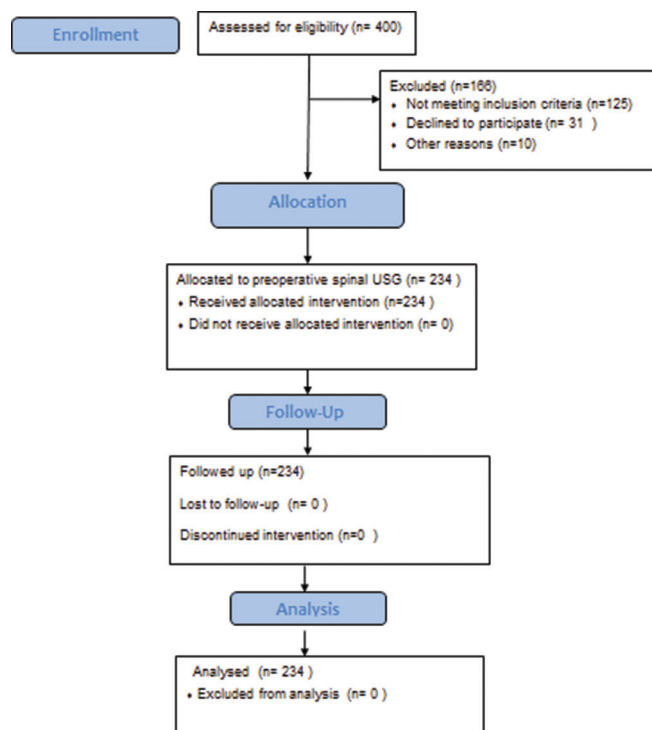 Enrollment
Assessed for eligibility (n= 400)
Excluded (n=166)
♦ Not meeting inclusion criteria (n=125)
♦ Declined to participate (n= 31 )
♦ Other reasons (n=10)
Allocation
Allocated to preoperative spinal USG (n= 234 )
♦ Received allocated intervention (n=234 )
♦ Did not receive allocated intervention (n= 0)
Follow-Up
Followed up (n=234)
Lost to follow-up (n= 0 )
Discontinued intervention (n=0 )
Analysis
Analysed (n= 234 )
♦ Excluded from analysis (n= 0 )